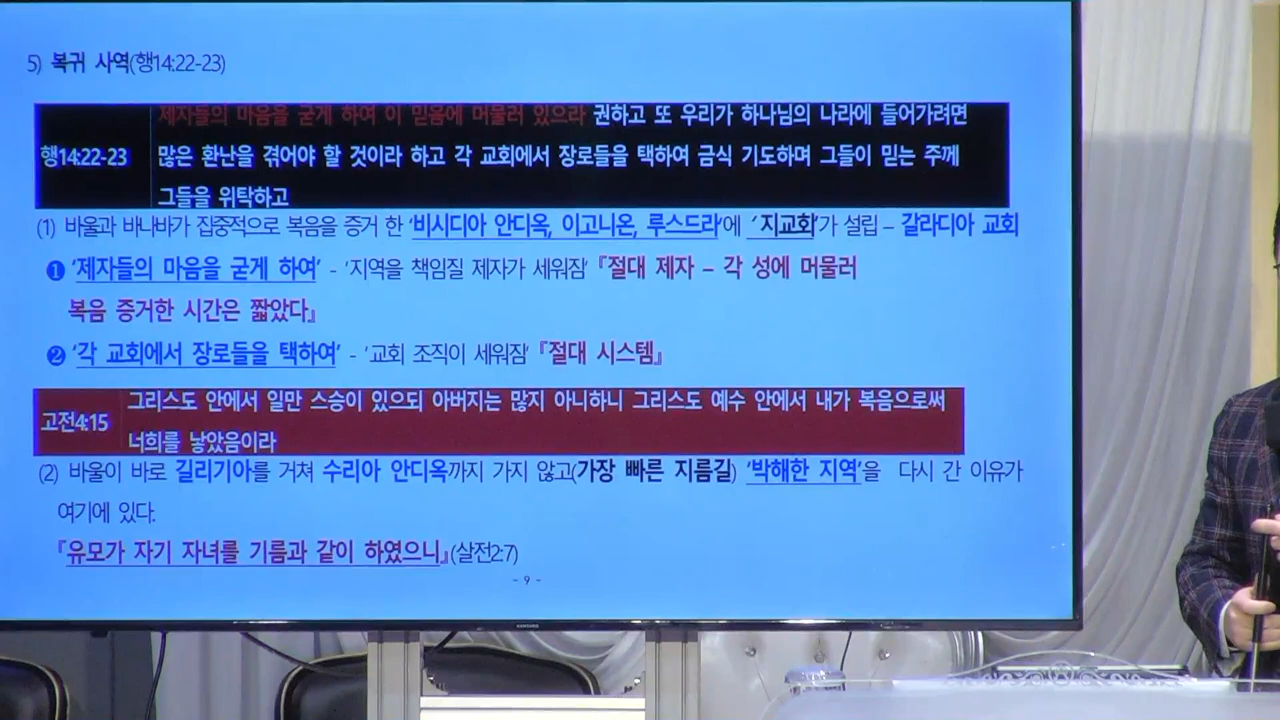 5) 복귀 사역(행14:22-23)
제자들의 마음을 굳게 하여 이 믿음에 머물러 있으라 권하고 또 우리가 하나님의 나라에 들어가려면
행14:22-23 많은 환난을 겪어야 할 것이라 하고 각 교회에서 장로들을 택하여 금식 기도하며 그들이 믿는 주께
그들을 위탁하고
(1) 바울과 바나바가 집중적으로 복음을 증거 한 '비시디아 안디옥, 이고니온, 루스드라'에 '지교회'가 설립 – 갈라디아 교회
❶ '제자들의 마음을 굳게 하여' - '지역을 책임질 제자가 세워짐' 『절대 제자 – 각 성에 머물러
복음 증거한 시간은 짧았다』
❷ '각 교회에서 장로들을 택하여' - '교회 조직이 세워짐' 『절대 시스템』
그리스도 안에서 일만 스승이 있으되 아버지는 많지 아니하니 그리스도 예수 안에서 내가 복음으로써
고전4:15
너희를 낳았음이라
(2) 바울이 바로 길리기아를 거쳐 수리아 안디옥까지 가지 않고(가장 빠른 지름길) '박해한 지역'을 다시 간 이유가
여기에 있다.
『유모가 자기 자녀를 기름과 같이 하였으니』(살전2:7)
- 9 -
SAMSUNG